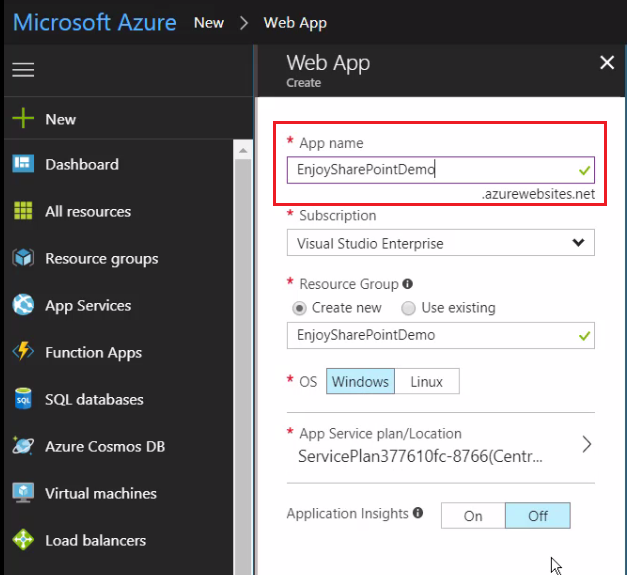 Microsoft Azure New > Web App
Web App
Create
New
Dashboard
All resources
Resource groups
App Services
Function Apps
SQL databases
Azure Cosmos DB
Virtual machines
Load balancers
* App name
EnjoySharePointDemo
.azurewebsites.net
* Subscription
Visual Studio Enterprise
* Resource Group
Create new Use existing
EnjoySharePointDemo
* OS Windows Linux
* App Service plan/Location
ServicePlan377610fc-8766(Centr...
Application Insights On Off